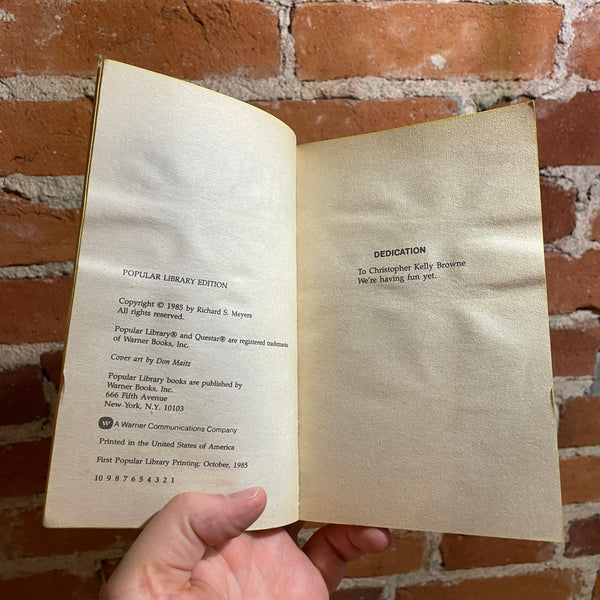 POPULAR LIBRARY EDITION
Copyright © 1985 by Richard S. Meyers
All rights reserved.
Popular Library® and Questar® are registered trademarks
of Warner Books, Inc.
Cover art by Don Maitz
Popular Library books are published by
Warner Books, Inc.
666 Fifth Avenue
New York, N.Y. 10103
W A Warner Communications Company
Printed in the United States of America
First Popular Library Printing: October, 1985
10 9 8 7 6 5 4 3 2 1
DEDICATION
To Christopher Kelly Browne
We're having fun yet.